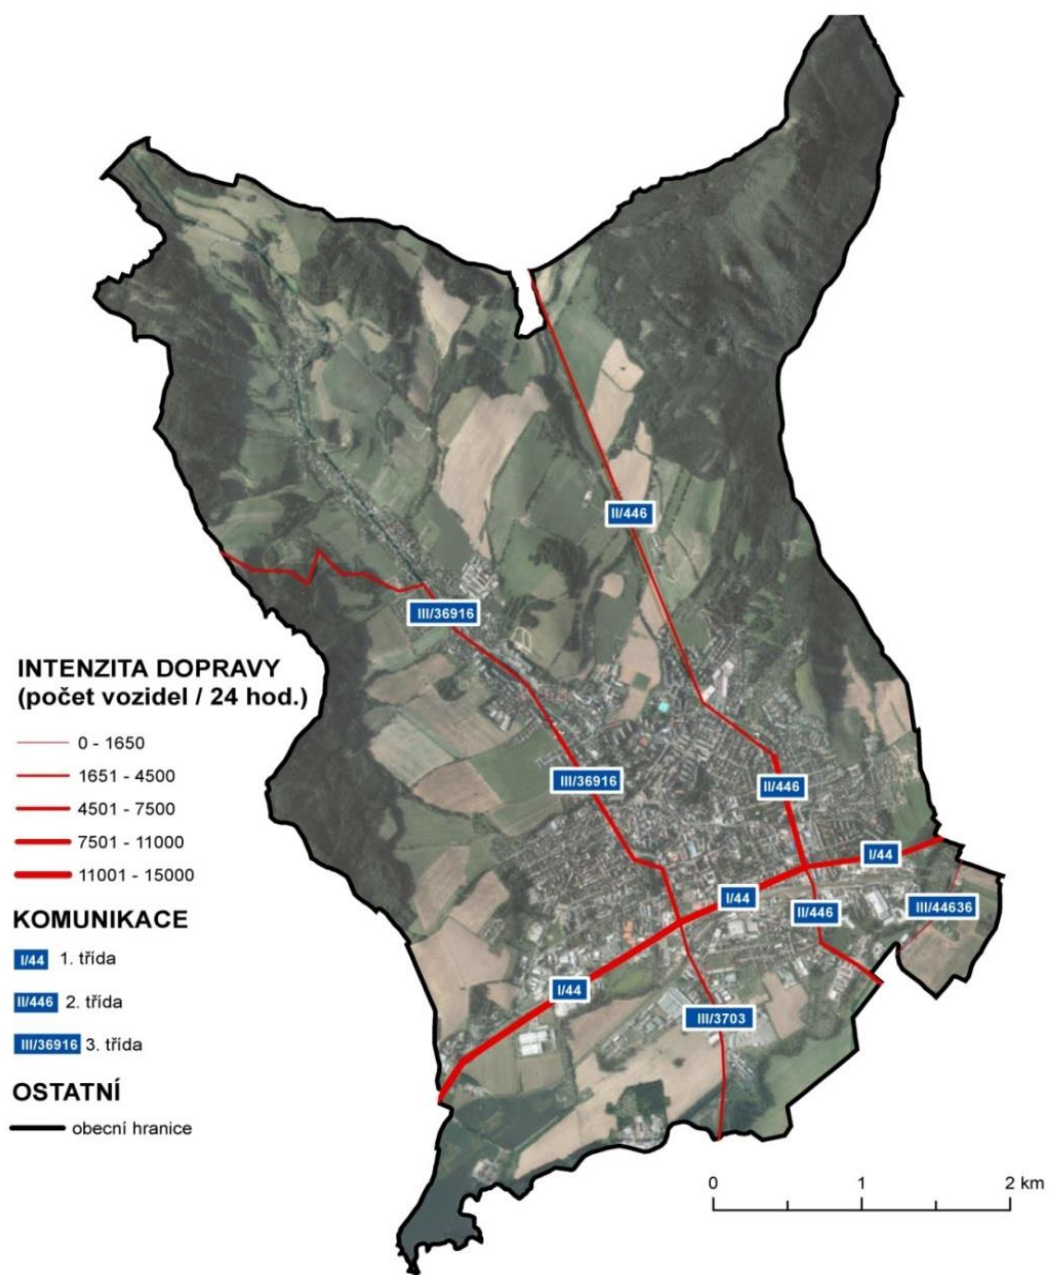 II/446
III/36916
INTENZITA DOPRAVY
(počet vozidel / 24 hod.)
0 - 1650
1651 - 4500
4501 - 7500
7501 - 11000
11001 - 15000
III/36916
II/446
I/44
I/44
II/446
III/44636
I/44
III/3703
KOMUNIKACE
I/44 1. třída
II/446 2. třída
III/36916 3. třída
OSTATNÍ
obecní hranice
0 1 2 km